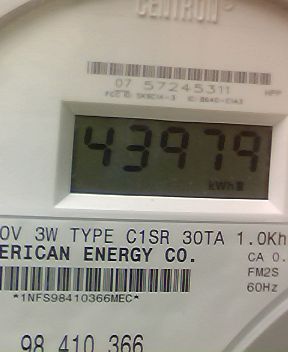 CENTRON
07 57245311
43979
kWh
0V 3W TYPE C1SR 30TA 1.0Kh
ERICAN ENERGY CO.
CA 0.
FM2S
60Hz
*1NFS98410366MEC*
98 410 366